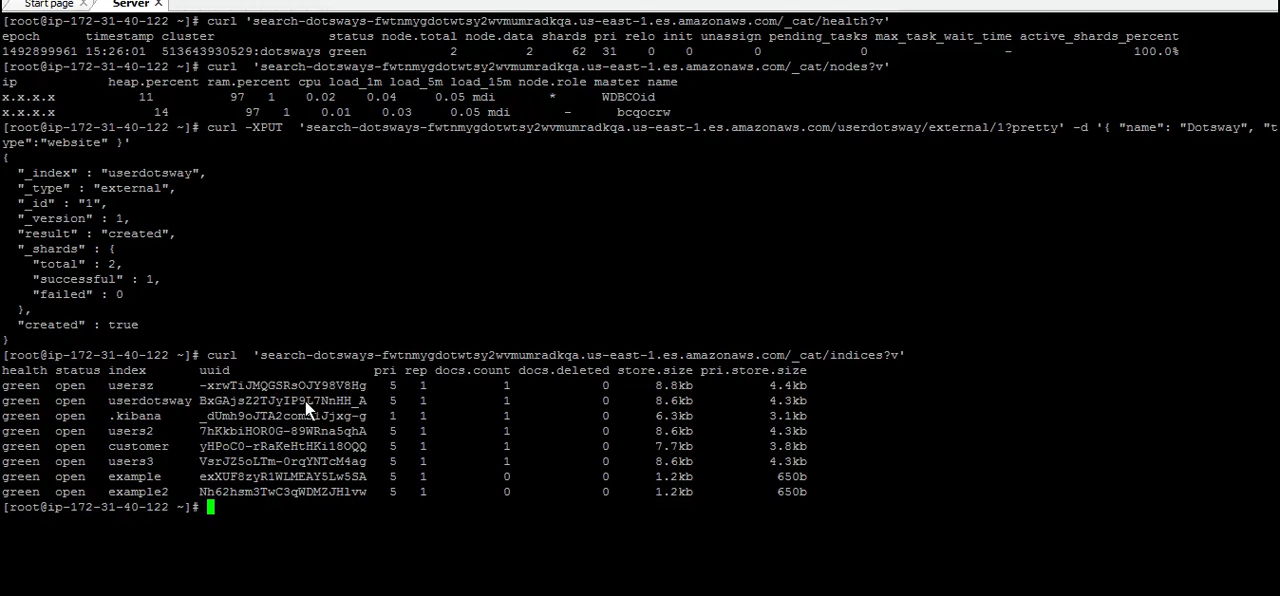 Start page x Server x
[root@ip-172-31-40-122 ~]# curl 'search-dotsways-fwtnmygdotwtsy2wvmumradkqa.us-east-1.es.amazonaws.com/_cat/health?v'
epoch timestamp cluster status node.total node.data shards pri relo init unassign pending_tasks max_task_wait_time active_shards_percent
1492899961 15:26:01 513643930529:dotsways green 2 2 62 31 0 0 0 0 - 100.0%
[root@ip-172-31-40-122 ~]# curl 'search-dotsways-fwtnmygdotwtsy2wvmumradkqa.us-east-1.es.amazonaws.com/_cat/nodes?v'
ip heap.percent ram.percent cpu load_1m load_5m load_15m node.role master name
x.x.x.x 11 97 1 0.02 0.04 0.05 mdi * WDBCOid
x.x.x.x 14 97 1 0.01 0.03 0.05 mdi - bcqocrw
[root@ip-172-31-40-122 ~]# curl -XPUT 'search-dotsways-fwtnmygdotwtsy2wvmumradkqa.us-east-1.es.amazonaws.com/userdotsway/external/1?pretty' -d '{ "name": "Dotsway", "t
ype":"website" }'
{
"_index" : "userdotsway",
"_type" : "external",
"_id" : "1",
"_version" : 1,
"result" : "created",
"_shards" : {
"total" : 2,
"successful" : 1,
"failed" : 0
},
"created" : true
}
[root@ip-172-31-40-122 ~]# curl 'search-dotsways-fwtnmygdotwtsy2wvmumradkqa.us-east-1.es.amazonaws.com/_cat/indices?v'
health status index uuid pri rep docs.count docs.deleted store.size pri.store.size
green open usersz -xrwTiJMQGSRsOJY98V8Hg 5 1 1 0 8.8kb 4.4kb
green open userdotsway BxGAjsZ2TJyIP9L7NnHH_A 5 1 1 0 8.6kb 4.3kb
green open .kibana 1 1 1 0 6.3kb 3.1kb
green open users2 7hKkbiHOR0G-89WRna5qhA 5 1 1 0 8.6kb 4.3kb
green open customer yHPoC0-rRaKeHtHKi18OQQ 5 1 1 0 7.7kb 3.8kb
green open users3 VsrJZ5oLTm-0rqYNTcM4ag 5 1 1 0 8.6kb 4.3kb
green open example exXUF8zyR1WLMEAY5Lw5SA 5 1 0 0 1.2kb 650b
green open example2 Nh62hsm3TwC3qWDMZJHlvw 5 1 0 0 1.2kb 650b
[root@ip-172-31-40-122 ~]#